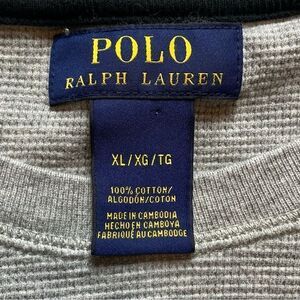 POLO
RALPH LAUREN
XL/XG/TG
100% COTTON/
ALGODÓN/COTON
MADE IN CAMBODIA
HECHO EN CAMBOYA
FABRIQUÉ AU CAMBODGE